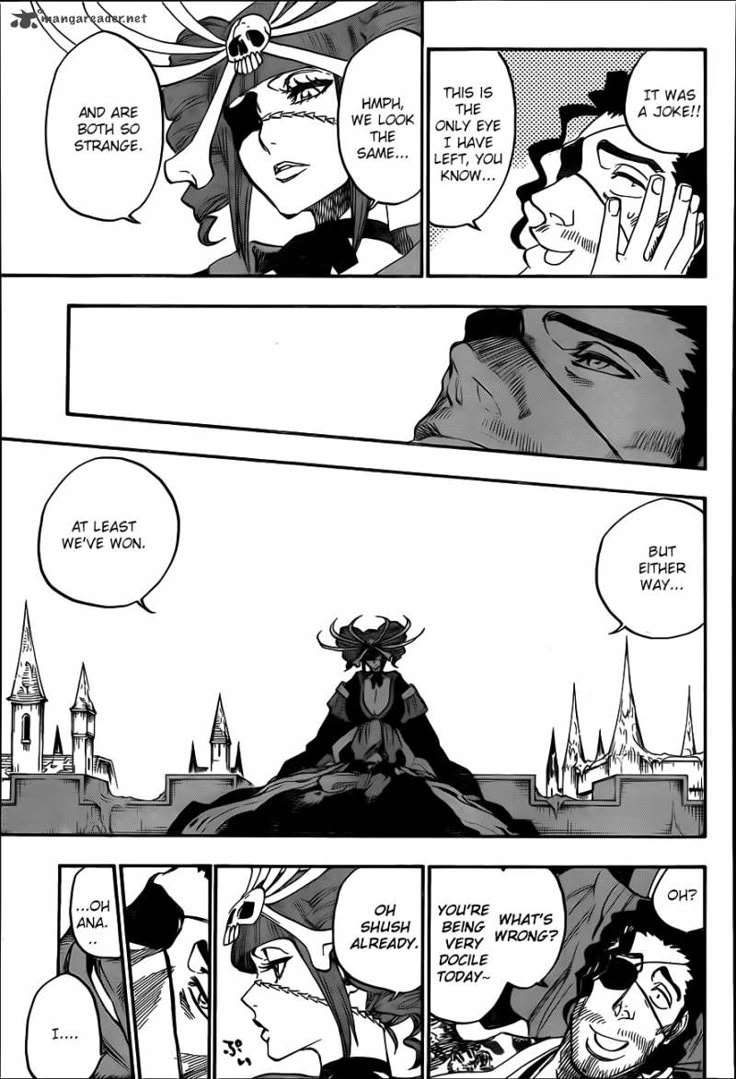 mangareader.net
IT WAS
A JOKE!!
THIS IS
THE
ONLY EYE
I HAVE
LEFT, YOU
KNOW...
HMPH,
WE LOOK
THE
SAME...
AND ARE
BOTH SO
STRANGE.
BUT
EITHER
WAY...
AT LEAST
WE'VE WON.
OH?
WHAT'S
WRONG?
YOU'RE
BEING
VERY
DOCILE
TODAY~
OH
SHUSH
ALREADY.
ぷい
...OH
ANA.
..
I....